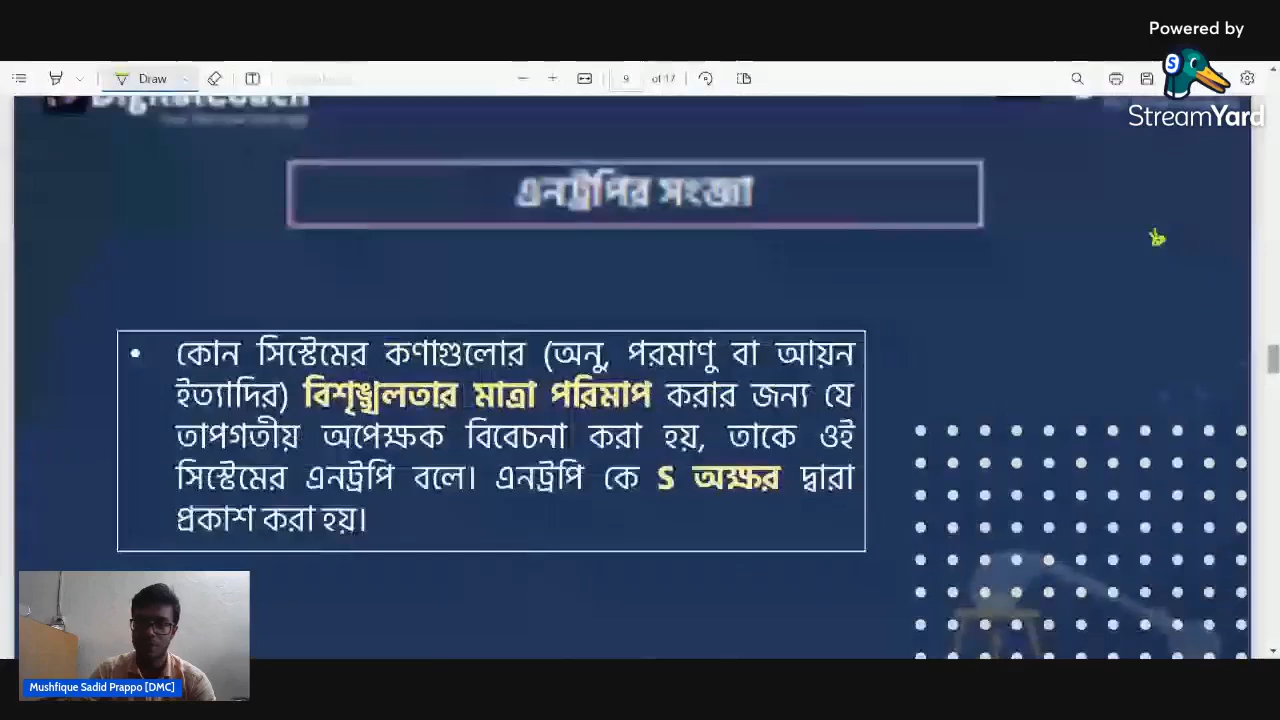 Powered by
StreamYard
Draw
9 of 17
DigitalCoach
এনট্রপির সংজ্ঞা
• কোন সিস্টেমের কণাগুলোর (অনু, পরমাণু বা আয়ন
ইত্যাদির) বিশৃঙ্খলতার মাত্রা পরিমাপ করার জন্য যে
তাপগতীয় অপেক্ষক বিবেচনা করা হয়, তাকে ওই
সিস্টেমের এনট্রপি বলে। এনট্রপি কে S অক্ষর দ্বারা
প্রকাশ করা হয়।
Mushfique Sadid Prappo [DMC]